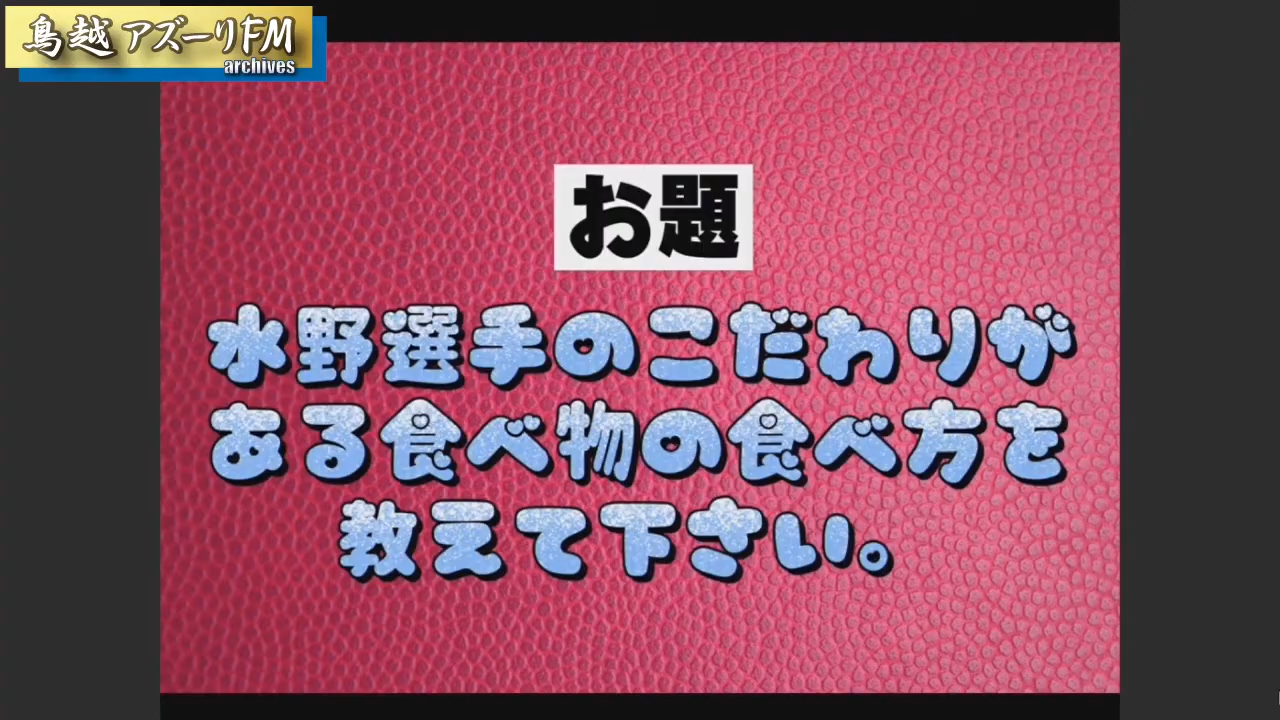 鳥越アズーリFM
archives
お題
水野選手のこだわりが
ある食べ物の食べ方を
教えて下さい。